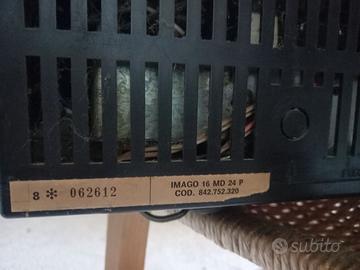 8 * 062612
IMAGO 16 MD 24 P
COD. 842.752.320
subito